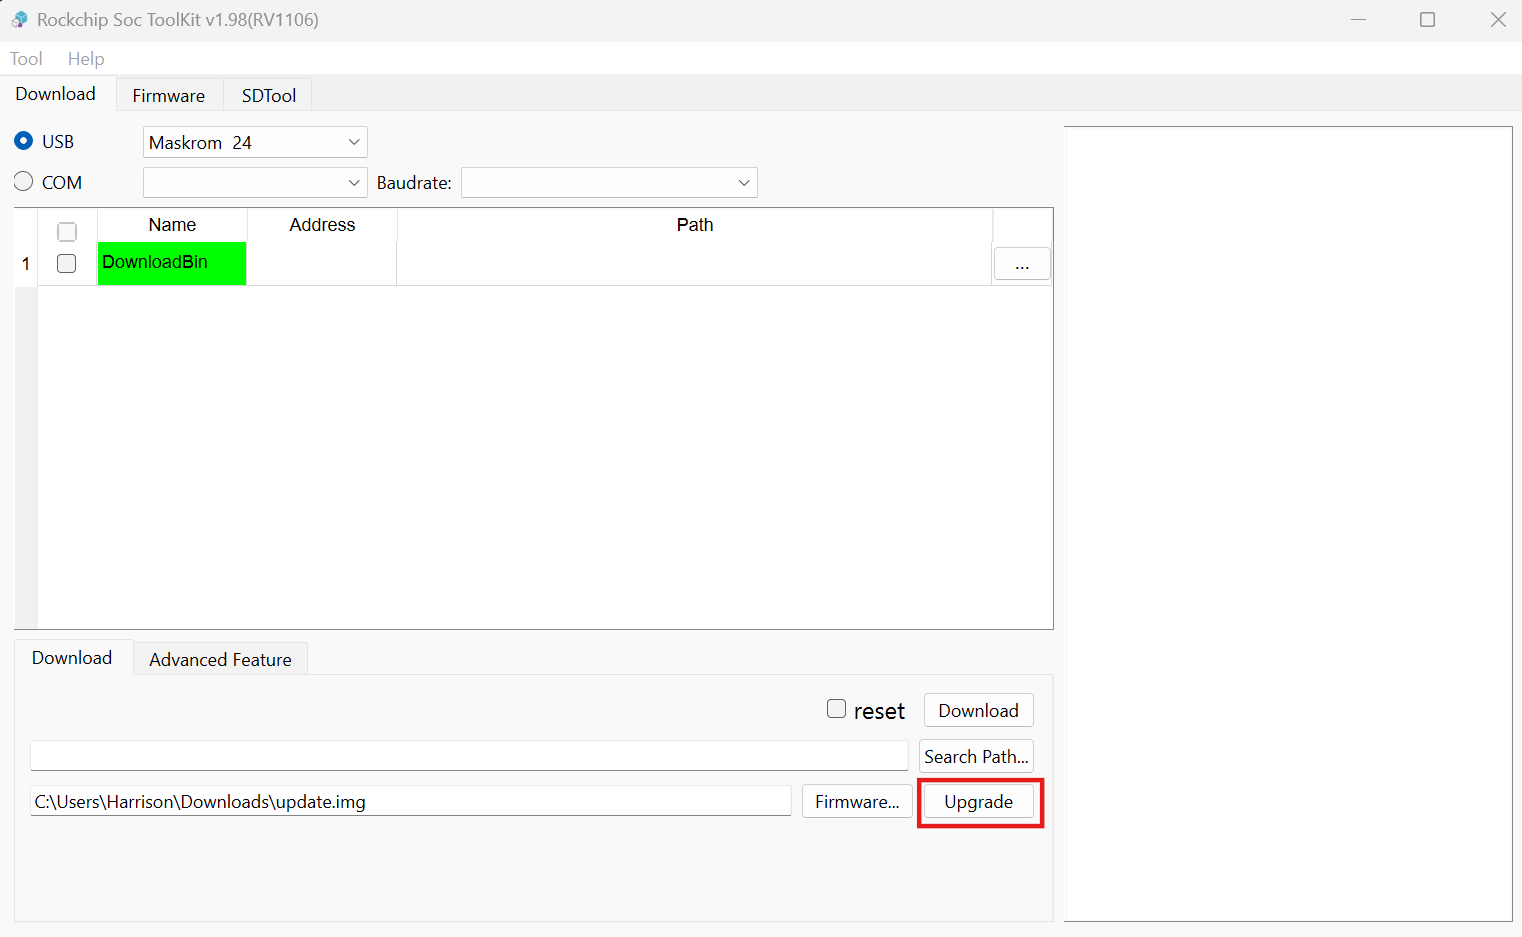 Rockchip Soc ToolKit v1.98(RV1106)
Tool Help
Download Firmware SDTool
USB Maskrom 24
COM Baudrate:
Name Address Path
1 DownloadBin ...
Download Advanced Feature
reset Download
Search Path...
C:\Users\Harrison\Downloads\update.img Firmware... Upgrade